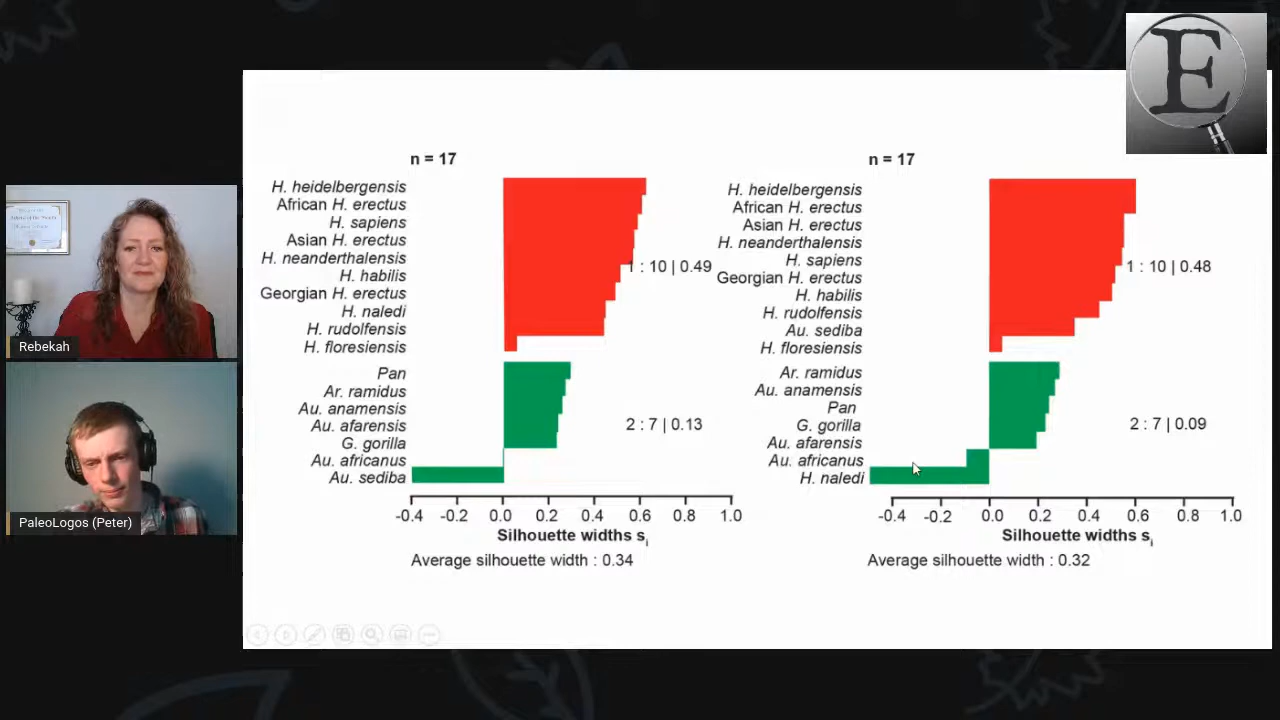 E
n = 17
H. heidelbergensis
African H. erectus
H. sapiens
Asian H. erectus
H. neanderthalensis
H. habilis
Georgian H. erectus
H. naledi
H. rudolfensis
H. floresiensis
1 : 10 | 0.49
Pan
Ar. ramidus
Au. anamensis
Au. afarensis
G. gorilla
Au. africanus
Au. sediba
2 : 7 | 0.13
-0.4 -0.2 0.0 0.2 0.4 0.6 0.8 1.0
Silhouette widths si
Average silhouette width : 0.34
n = 17
H. heidelbergensis
African H. erectus
Asian H. erectus
H. neanderthalensis
H. sapiens
Georgian H. erectus
H. habilis
H. rudolfensis
Au. sediba
H. floresiensis
1 : 10 | 0.48
Ar. ramidus
Au. anamensis
Pan
G. gorilla
Au. afarensis
Au. africanus
H. naledi
2 : 7 | 0.09
-0.4 -0.2 0.0 0.2 0.4 0.6 0.8 1.0
Silhouette widths si
Average silhouette width : 0.32
Rebekah
PaleoLogos (Peter)